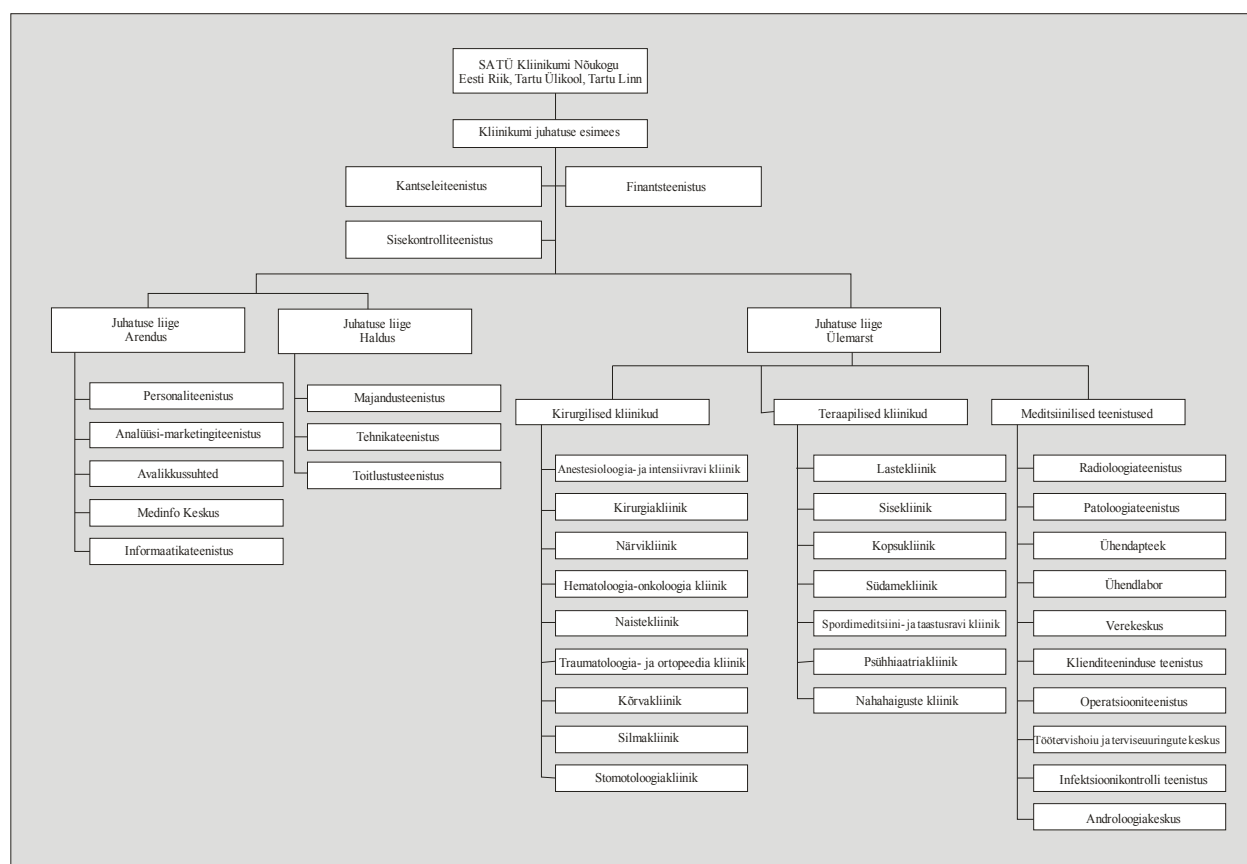 SATÜ Kliinikumi Nõukogu
Eesti Riik, Tartu Ülikool, Tartu Linn
Kliinikumi juhatuse esimees
Kantseleiteenistus
Finantsteenistus
Sisekontrolliteenistus
Juhatuse liige
Arendus
Juhatuse liige
Haldus
Juhatuse liige
Ülemarst
Personaliteenistus
Analüüsi-marketingiteenistus
Avalikkussuhted
Medinfo Keskus
Informaatikateenistus
Majandusteenistus
Tehnikateenistus
Toitlustusteenistus
Kirurgilised kliinikud
Anestesioloogia- ja intensiivravi kliinik
Kirurgiakliinik
Närvikliinik
Hematoloogia-onkoloogia kliinik
Naistekliinik
Traumatoloogia- ja ortopeedia kliinik
Kõrvakliinik
Silmakliinik
Stomotoloogiakliinik
Teraapilised kliinikud
Lastekliinik
Sisekliinik
Kopsukliinik
Südamekliinik
Spordimeditsiini- ja taastusravi kliinik
Psühhiaatriakliinik
Nahahaiguste kliinik
Meditsiinilised teenistused
Radioloogiateenistus
Patoloogiateenistus
Ühendapteek
Ühendlabor
Verekeskus
Klienditeeninduse teenistus
Operatsiooniteenistus
Töötervishoiu ja terviseuuringute keskus
Infektsioonikontrolli teenistus
Androloogiakeskus